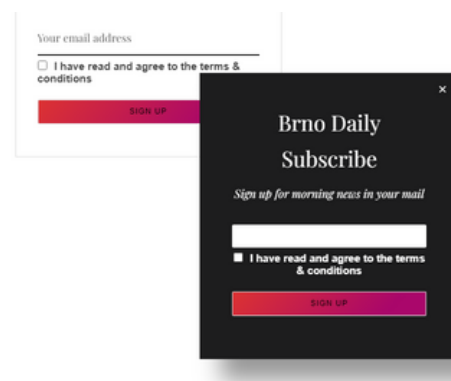 Your email address
I have read and agree to the terms &
conditions
SIGN UP
×
Brno Daily
Subscribe
Sign up for morning news in your mail
I have read and agree to the terms
& conditions
SIGN UP